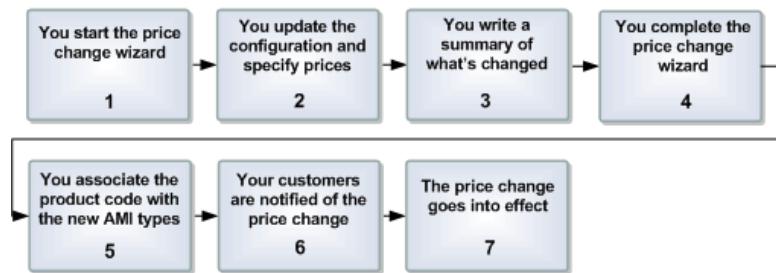 You start the price
change wizard
1
You update the
configuration and
specify prices
2
You write a
summary of
what's changed
3
You complete the
price change
wizard
4
You associate the
product code with
the new AMI types
5
Your customers
are notified of the
price change
6
The price change
goes into effect
7